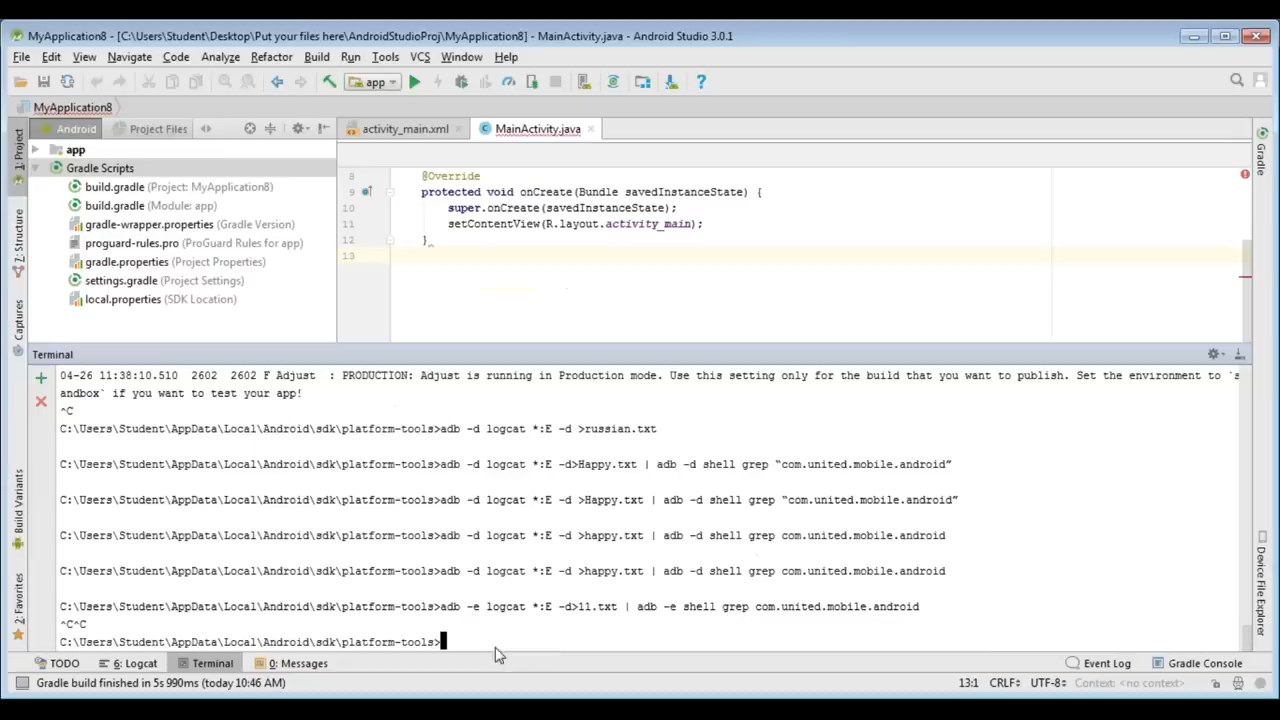 MyApplication8 - [C:\Users\Student\Desktop\Put your files here\AndroidStudioProj\MyApplication8] - MainActivity.java - Android Studio 3.0.1
File Edit View Navigate Code Analyze Refactor Build Run Tools VCS Window Help
app
MyApplication8
Android Project Files activity_main.xml MainActivity.java
1: Project
Z: Structure
Captures
Build Variants
2: Favorites
app
Gradle Scripts
build.gradle (Project: MyApplication8)
build.gradle (Module: app)
gradle-wrapper.properties (Gradle Version)
proguard-rules.pro (ProGuard Rules for app)
gradle.properties (Project Properties)
settings.gradle (Project Settings)
local.properties (SDK Location)
8 @Override
9 protected void onCreate(Bundle savedInstanceState) {
10 super.onCreate(savedInstanceState);
11 setContentView(R.layout.activity_main);
12 }
13
Gradle
Device File Explorer
Terminal
04-26 11:38:10.510 2602 2602 F Adjust : PRODUCTION: Adjust is running in Production mode. Use this setting only for the build that you want to publish. Set the environment to `s
andbox` if you want to test your app!
^C
C:\Users\Student\AppData\Local\Android\sdk\platform-tools>adb -d logcat *:E -d >russian.txt
C:\Users\Student\AppData\Local\Android\sdk\platform-tools>adb -d logcat *:E -d>Happy.txt | adb -d shell grep “com.united.mobile.android”
C:\Users\Student\AppData\Local\Android\sdk\platform-tools>adb -d logcat *:E -d >Happy.txt | adb -d shell grep “com.united.mobile.android”
C:\Users\Student\AppData\Local\Android\sdk\platform-tools>adb -d logcat *:E -d >happy.txt | adb -d shell grep com.united.mobile.android
C:\Users\Student\AppData\Local\Android\sdk\platform-tools>adb -d logcat *:E -d >happy.txt | adb -d shell grep com.united.mobile.android
C:\Users\Student\AppData\Local\Android\sdk\platform-tools>adb -e logcat *:E -d>11.txt | adb -e shell grep com.united.mobile.android
^C^C
C:\Users\Student\AppData\Local\Android\sdk\platform-tools>
TODO 6: Logcat Terminal 0: Messages Event Log Gradle Console
Gradle build finished in 5s 990ms (today 10:46 AM) 13:1 CRLF UTF-8 Context: <no context>